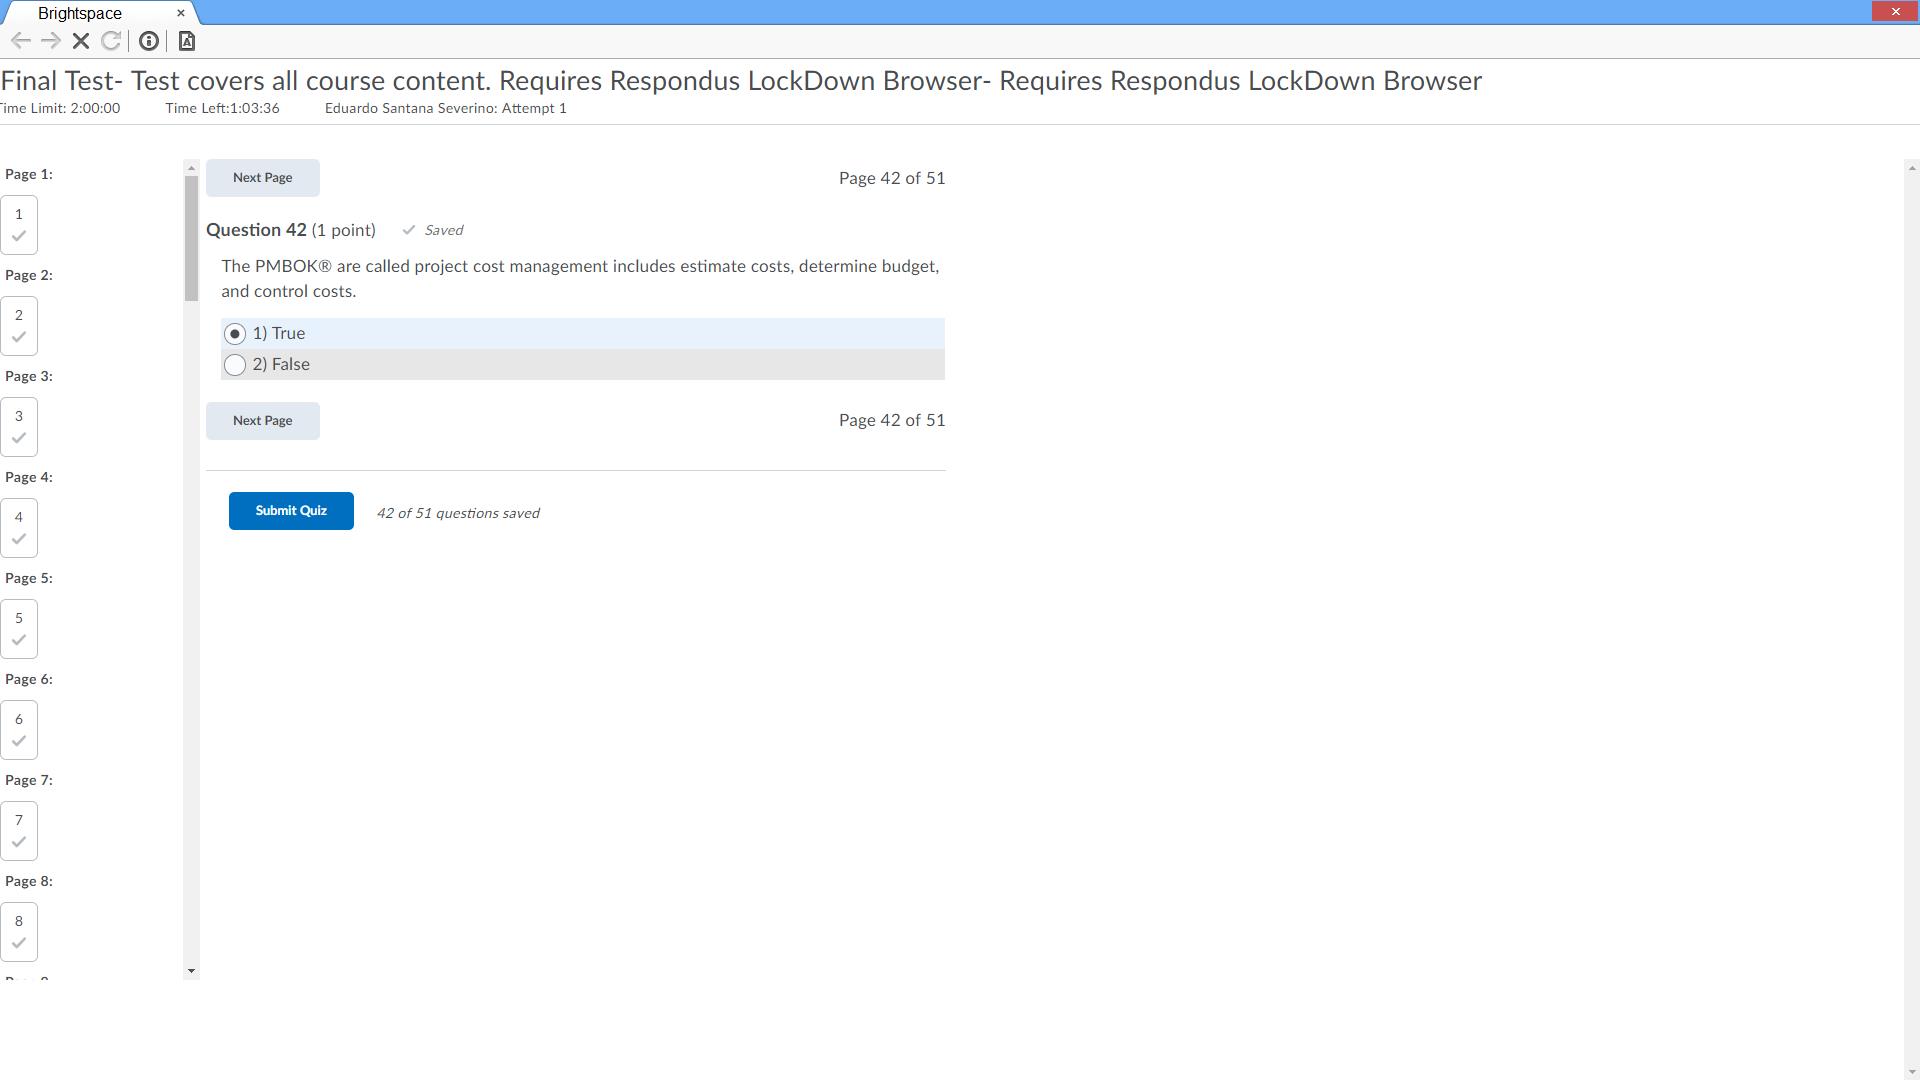 Brightspace
Final Test- Test covers all course content. Requires Respondus LockDown Browser- Requires Respondus LockDown Browser
Time Limit: 2:00:00 Time Left:1:03:36 Eduardo Santana Severino: Attempt 1
Page 1:
1
Page 2:
2
Page 3:
3
Page 4:
4
Page 5:
5
Page 6:
6
Page 7:
7
Page 8:
8
Next Page Page 42 of 51
Question 42 (1 point) Saved
The PMBOK® are called project cost management includes estimate costs, determine budget,
and control costs.
1) True
2) False
Next Page Page 42 of 51
Submit Quiz 42 of 51 questions saved